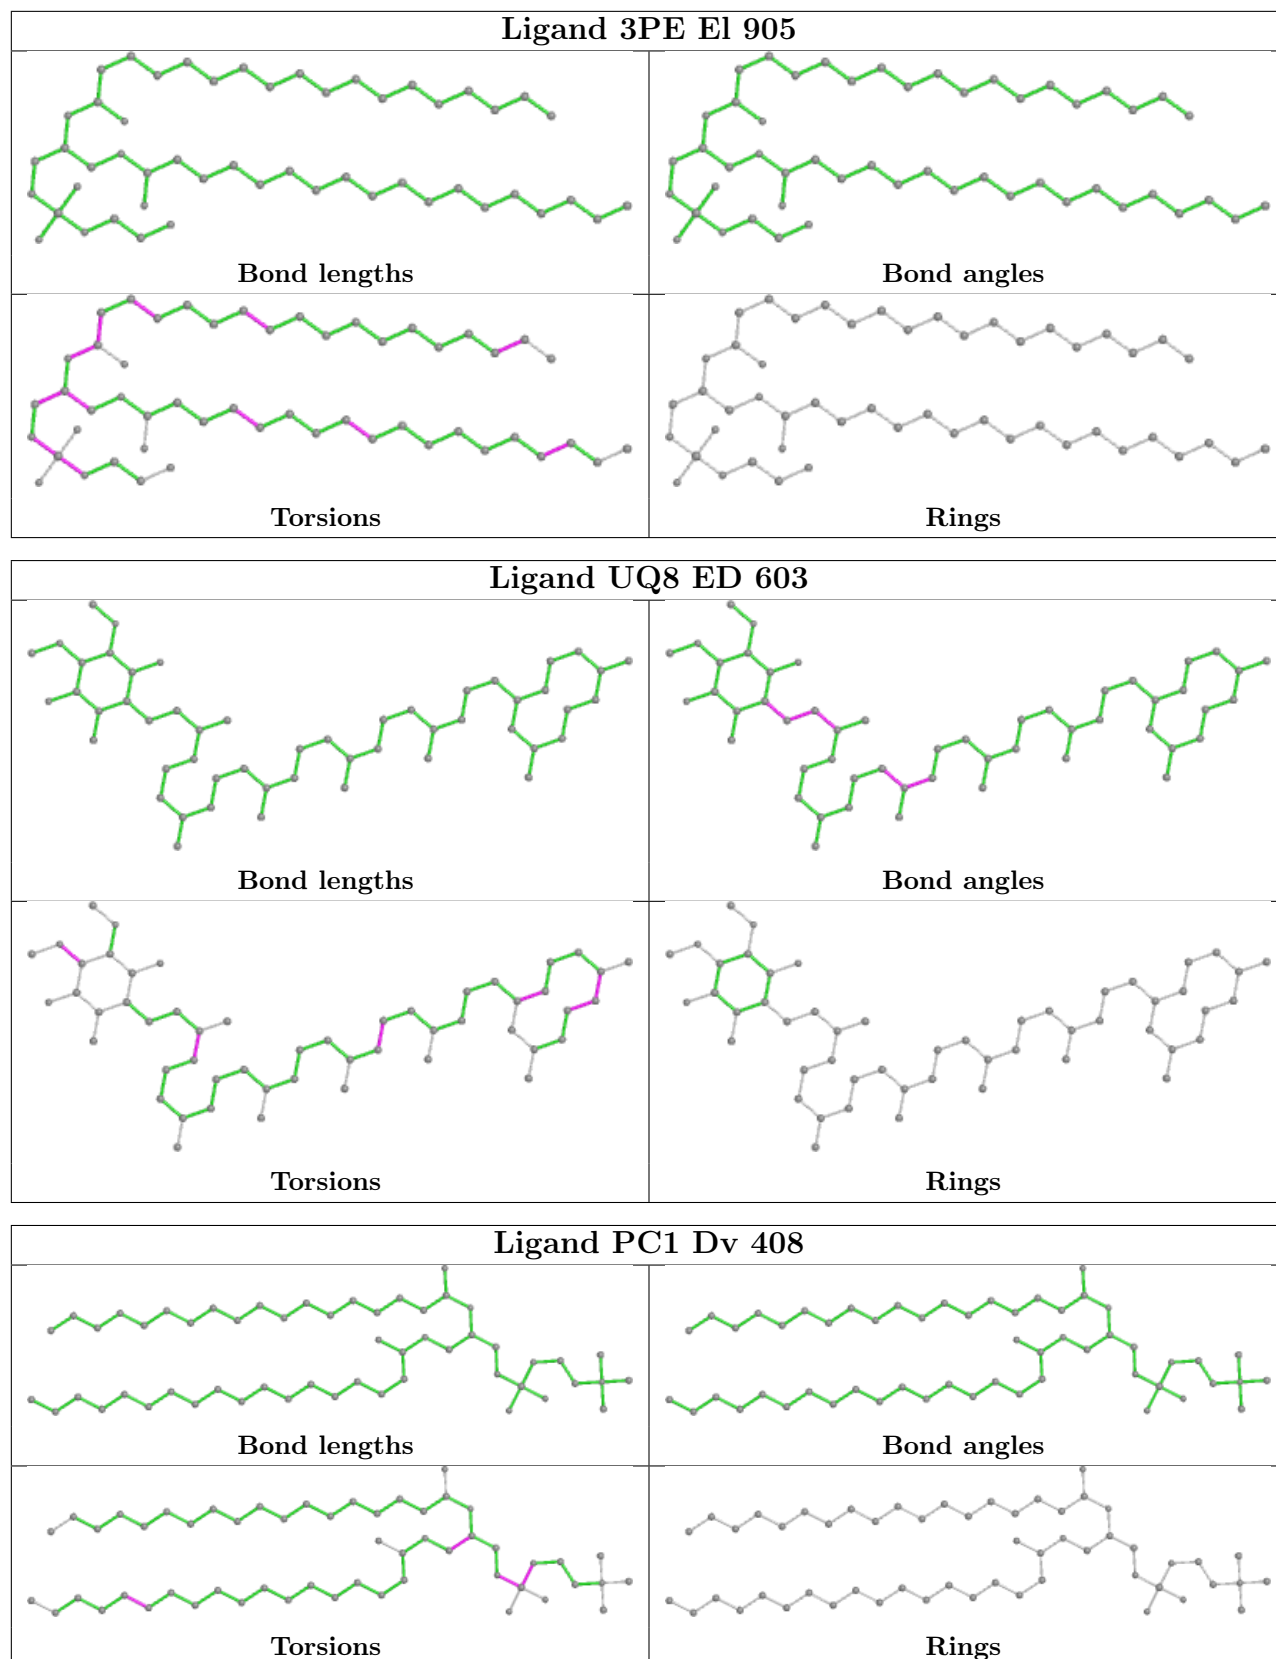 Ligand 3PE El 905
Bond lengths
Bond angles
Torsions
Rings
Ligand UQ8 ED 603
Bond lengths
Bond angles
Torsions
Rings
Ligand PC1 Dv 408
Bond lengths
Bond angles
Torsions
Rings